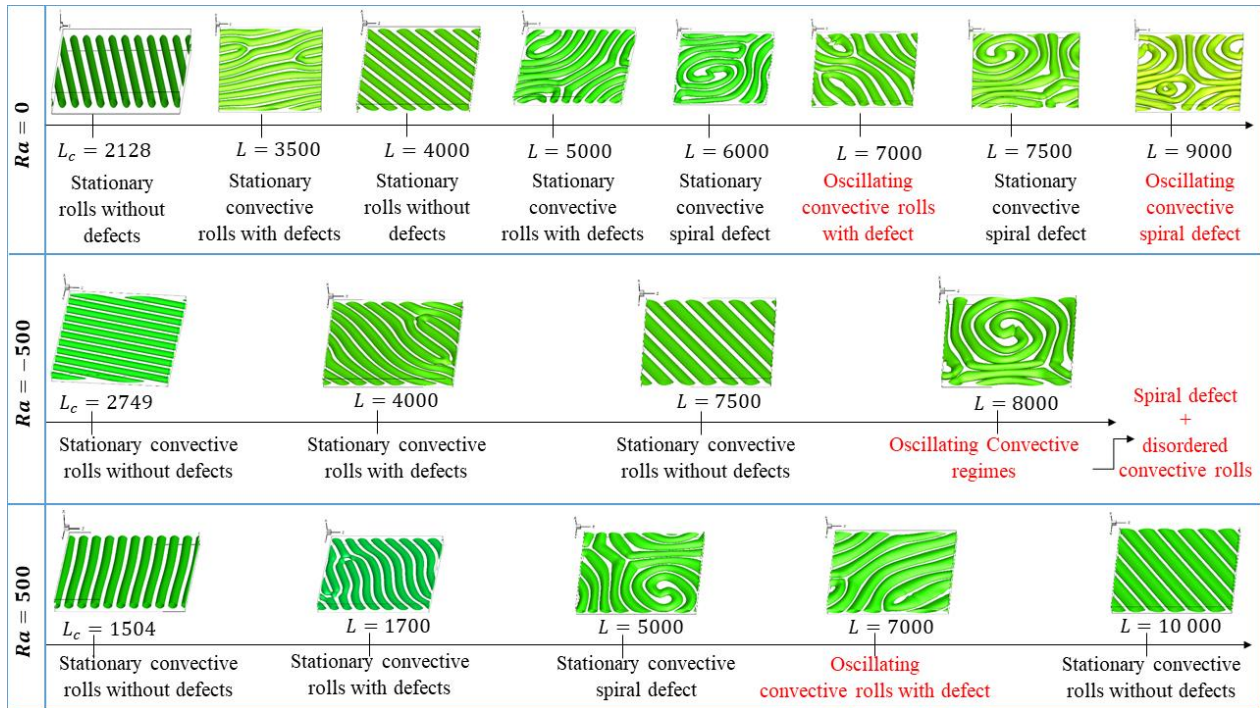 Ra = 0
L_c = 2128
Stationary
rolls without
defects
L = 3500
Stationary
convective
rolls with defects
L = 4000
Stationary
rolls without
defects
L = 5000
Stationary
convective
rolls with defects
L = 6000
Stationary
convective
spiral defect
L = 7000
Oscillating
convective rolls
with defect
L = 7500
Stationary
convective
spiral defect
L = 9000
Oscillating
convective
spiral defect
Ra = −500
L_c = 2749
Stationary convective
rolls without defects
L = 4000
Stationary convective
rolls with defects
L = 7500
Stationary convective
rolls without defects
L = 8000
Oscillating Convective
regimes
Spiral defect
+
disordered
convective rolls
Ra = 500
L_c = 1504
Stationary convective
rolls without defects
L = 1700
Stationary convective
rolls with defects
L = 5000
Stationary convective
spiral defect
L = 7000
Oscillating
convective rolls with defect
L = 10 000
Stationary convective
rolls without defects